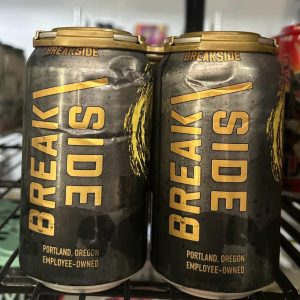 BREAKSIDE
BREAK
SIDE
PORTLAND, OREGON
EMPLOYEE-OWNED
BREAKSIDE
BREAK
SIDE
PORTLAND, OREGON
EMPLOYEE-OWNED